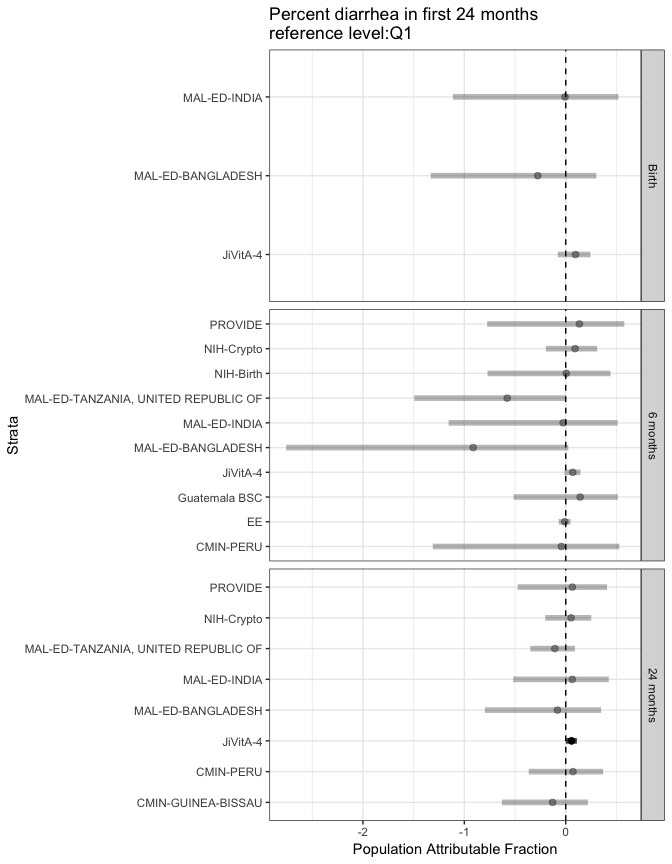 Percent diarrhea in first 24 months
reference level:Q1
MAL-ED-INDIA
MAL-ED-BANGLADESH
JiVitA-4
Birth
PROVIDE
NIH-Crypto
NIH-Birth
MAL-ED-TANZANIA, UNITED REPUBLIC OF
MAL-ED-INDIA
MAL-ED-BANGLADESH
JiVitA-4
Guatemala BSC
EE
CMIN-PERU
6 months
PROVIDE
NIH-Crypto
MAL-ED-TANZANIA, UNITED REPUBLIC OF
MAL-ED-INDIA
MAL-ED-BANGLADESH
JiVitA-4
CMIN-PERU
CMIN-GUINEA-BISSAU
24 months
Strata
-2 -1 0
Population Attributable Fraction